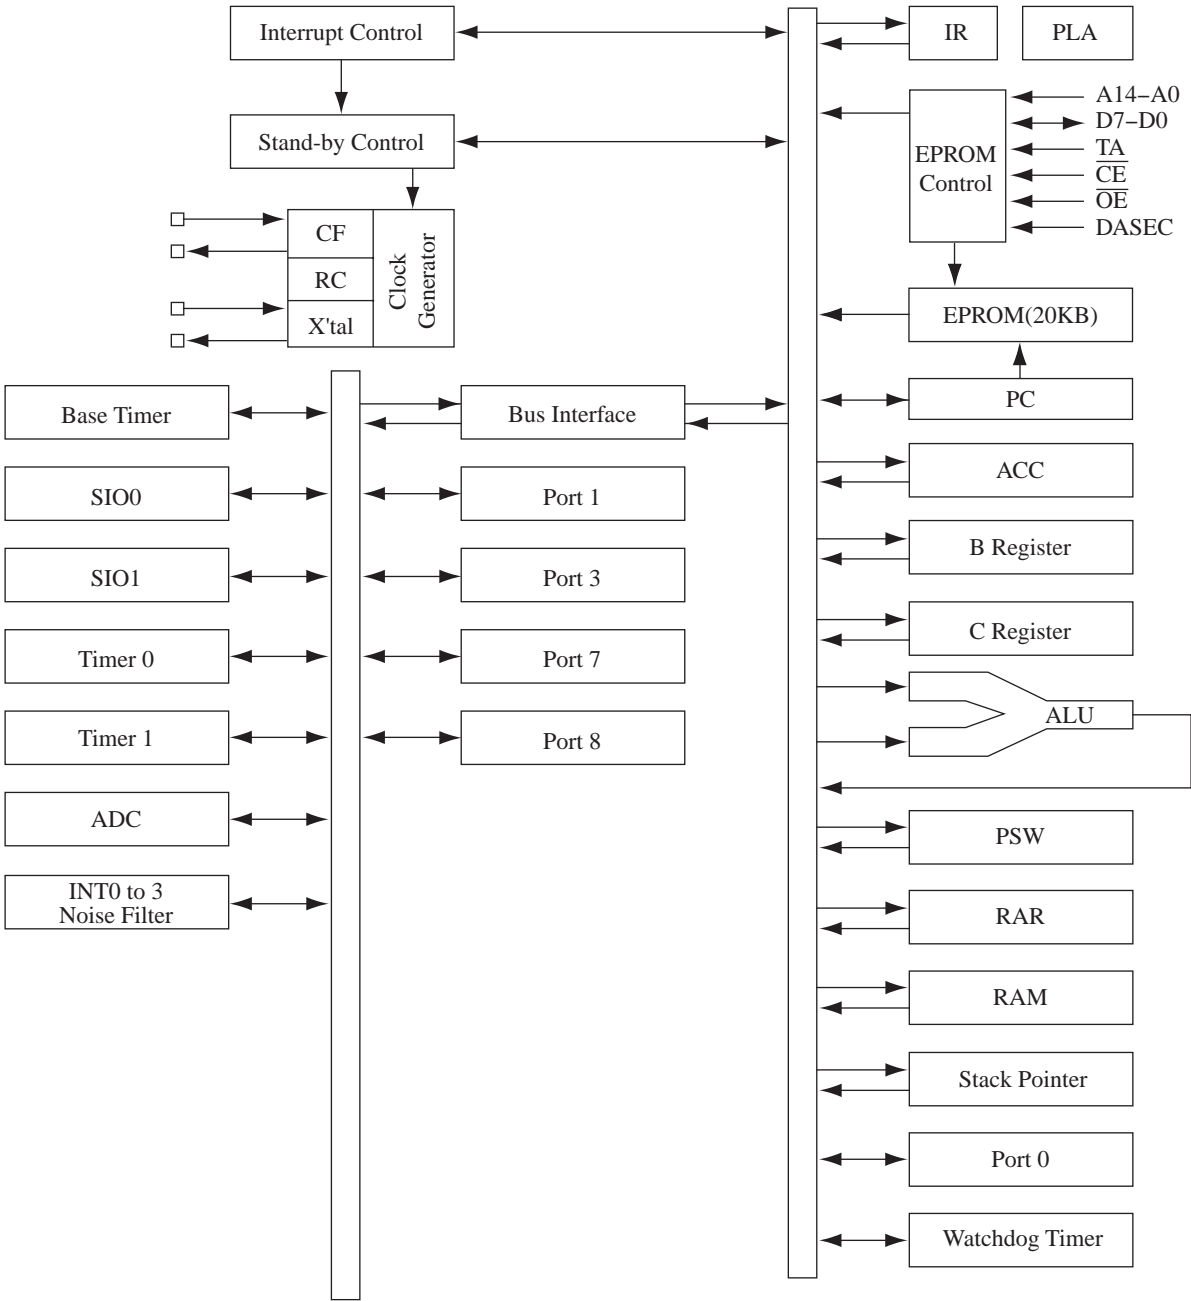 Interrupt Control
IR
PLA
Stand-by Control
EPROM
Control
A14−A0
D7−D0
TA
CE
OE
DASEC
CF
RC
X'tal
Clock
Generator
EPROM(20KB)
PC
Base Timer
Bus Interface
ACC
SIO0
Port 1
B Register
SIO1
Port 3
C Register
Timer 0
Port 7
ALU
Timer 1
Port 8
ADC
PSW
INT0 to 3
Noise Filter
RAR
RAM
Stack Pointer
Port 0
Watchdog Timer